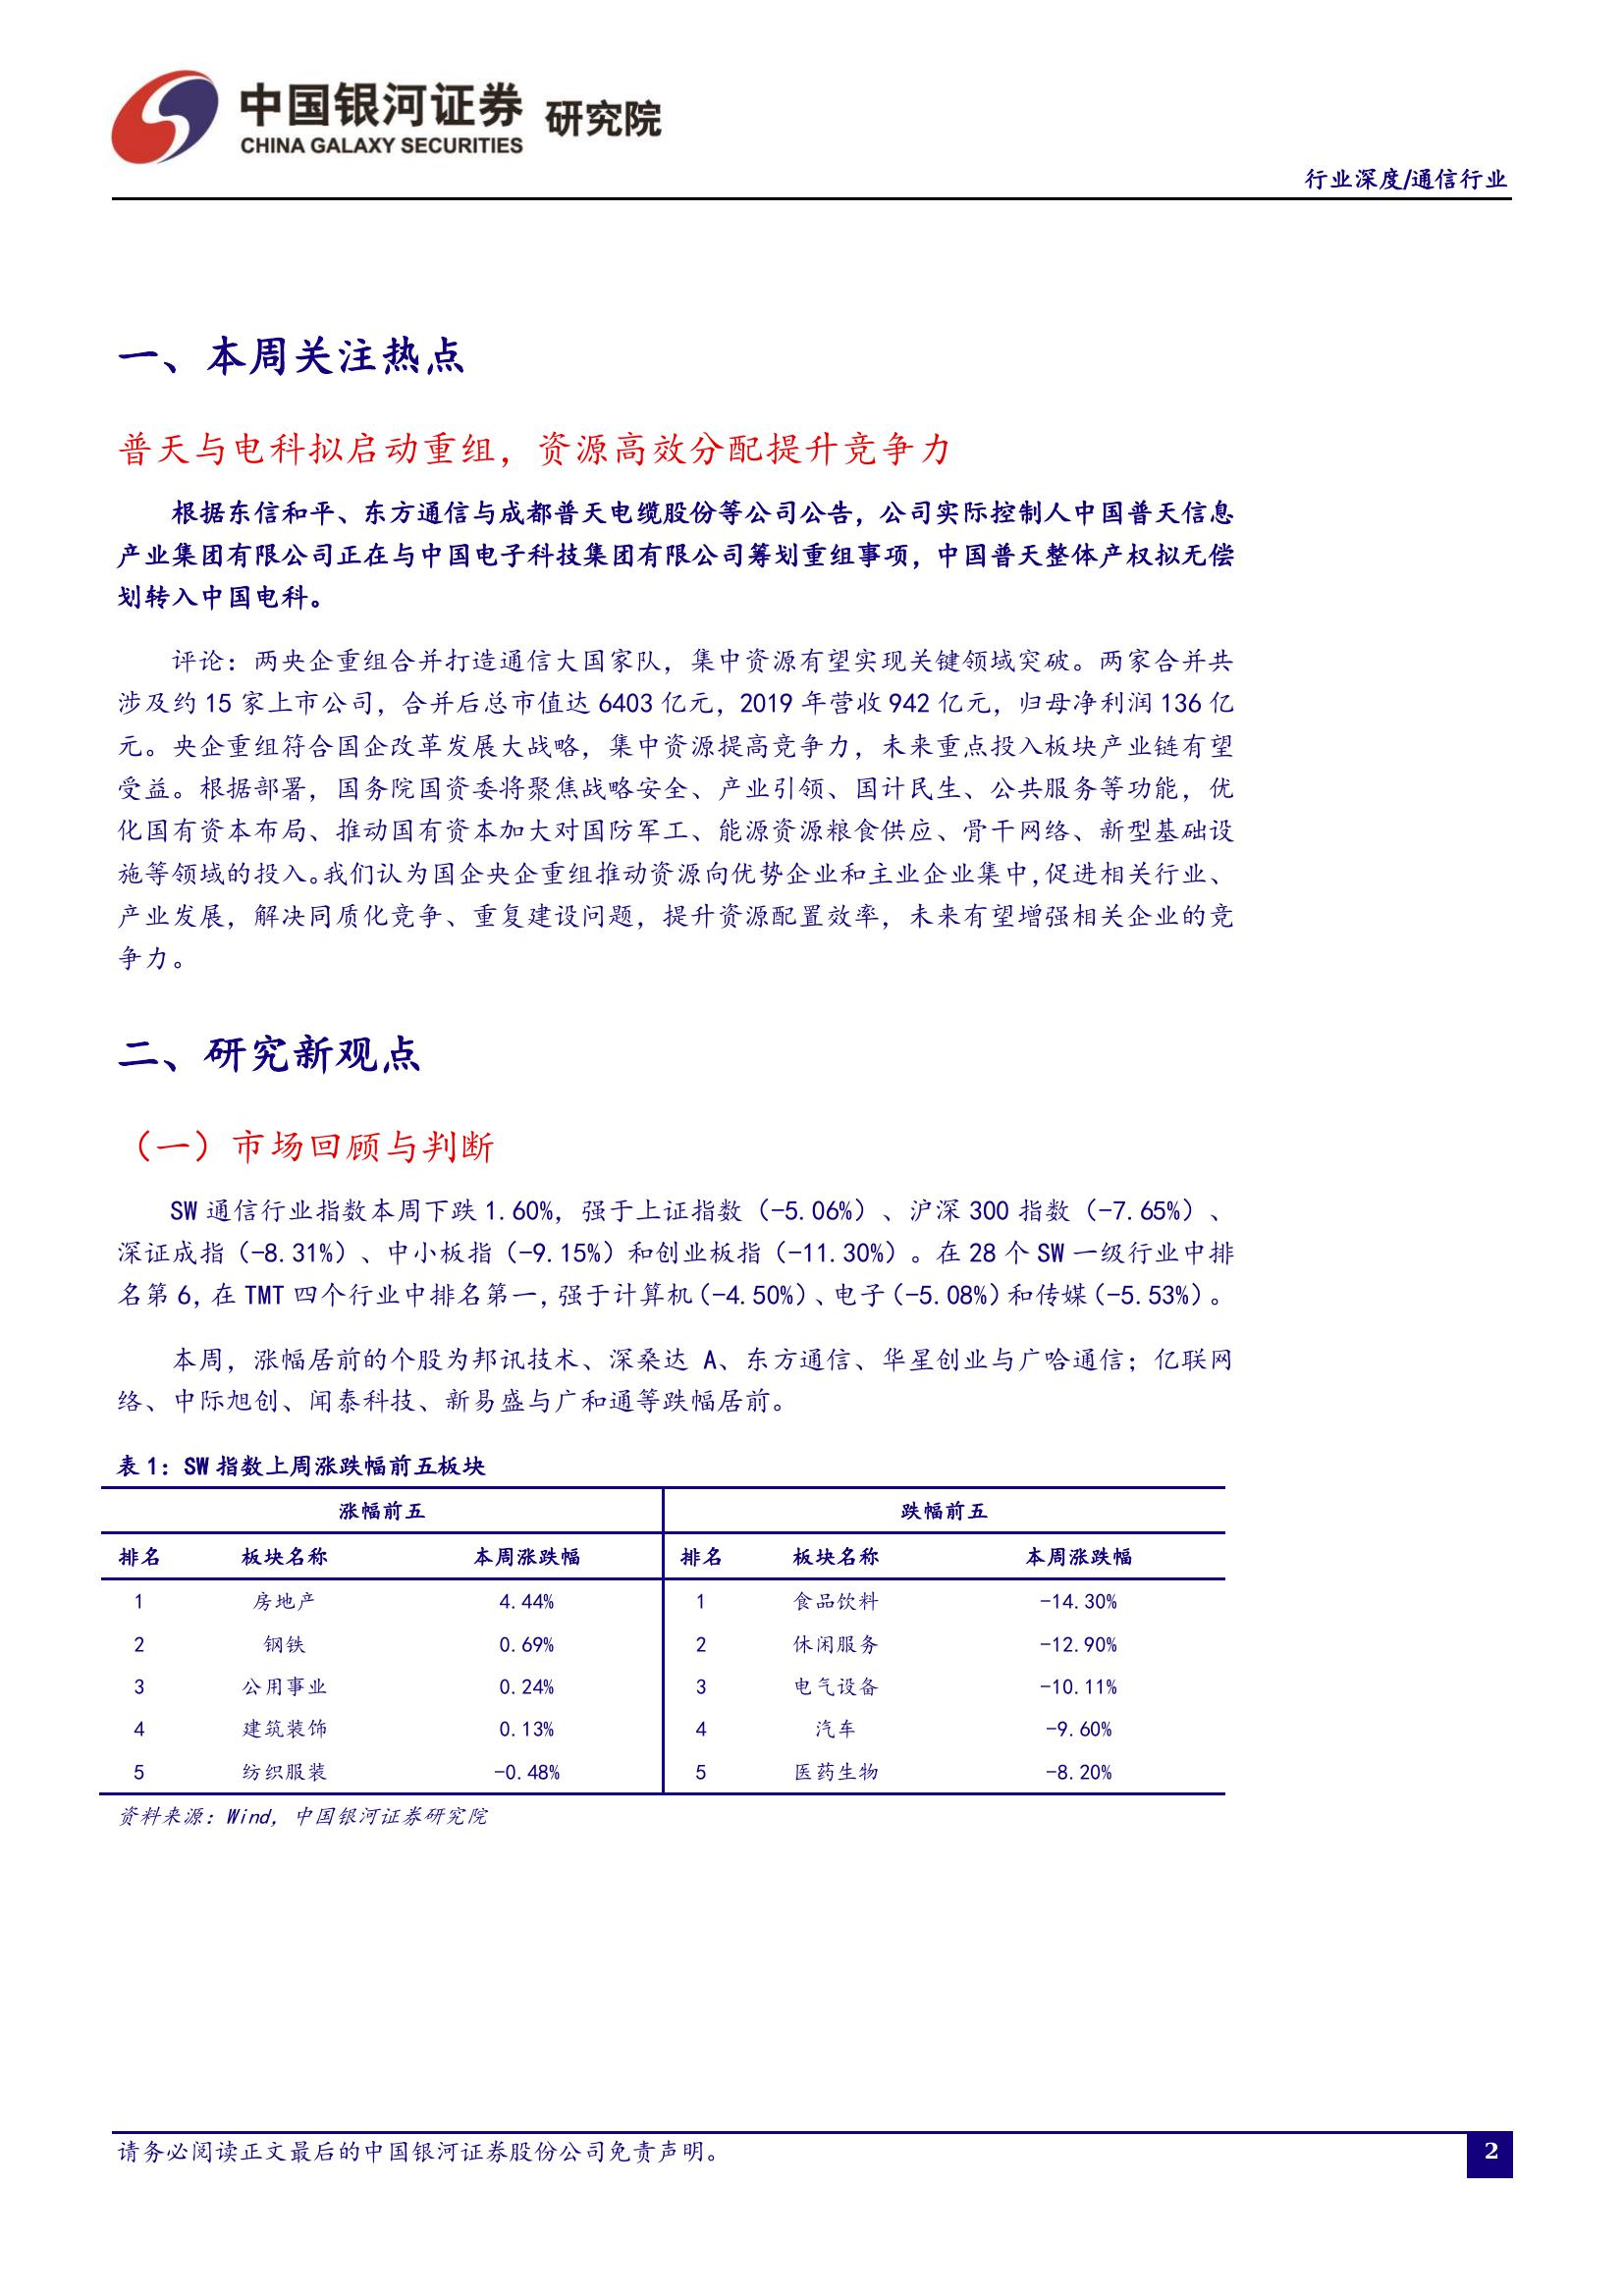 中国银河证券 研究院
CHINA GALAXY SECURITIES
行业深度/通信行业
一、本周关注热点
普天与电科拟启动重组，资源高效分配提升竞争力
根据东信和平、东方通信与成都普天电缆股份等公司公告，公司实际控制人中国普天信息
产业集团有限公司正在与中国电子科技集团有限公司筹划重组事项，中国普天整体产权拟无偿
划转入中国电科。
评论：两央企重组合并打造通信大国家队，集中资源有望实现关键领域突破。两家合并共
涉及约 15 家上市公司，合并后总市值达 6403 亿元，2019 年营收 942 亿元，归母净利润 136 亿
元。央企重组符合国企改革发展大战略，集中资源提高竞争力，未来重点投入板块产业链有望
受益。根据部署，国务院国资委将聚焦战略安全、产业引领、国计民生、公共服务等功能，优
化国有资本布局、推动国有资本加大对国防军工、能源资源粮食供应、骨干网络、新型基础设
施等领域的投入。我们认为国企央企重组推动资源向优势企业和主业企业集中，促进相关行业、
产业发展，解决同质化竞争、重复建设问题，提升资源配置效率，未来有望增强相关企业的竞
争力。
二、研究新观点
（一）市场回顾与判断
SW 通信行业指数本周下跌 1.60%，强于上证指数（-5.06%）、沪深 300 指数（-7.65%）、
深证成指（-8.31%）、中小板指（-9.15%）和创业板指（-11.30%）。在 28 个 SW 一级行业中排
名第 6，在 TMT 四个行业中排名第一，强于计算机（-4.50%）、电子（-5.08%）和传媒（-5.53%）。
本周，涨幅居前的个股为邦讯技术、深桑达 A、东方通信、华星创业与广哈通信；亿联网
络、中际旭创、闻泰科技、新易盛与广和通等跌幅居前。
表 1：SW 指数上周涨跌幅前五板块
涨幅前五 跌幅前五
排名 板块名称 本周涨跌幅 排名 板块名称 本周涨跌幅
1 房地产 4.44% 1 食品饮料 -14.30%
2 钢铁 0.69% 2 休闲服务 -12.90%
3 公用事业 0.24% 3 电气设备 -10.11%
4 建筑装饰 0.13% 4 汽车 -9.60%
5 纺织服装 -0.48% 5 医药生物 -8.20%
资料来源：Wind，中国银河证券研究院
请务必阅读正文最后的中国银河证券股份公司免责声明。
2